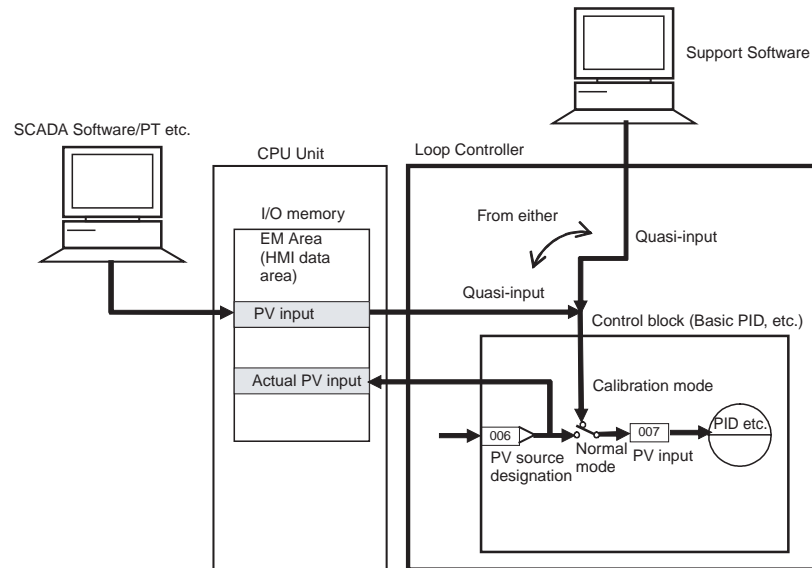 Support Software
SCADA Software/PT etc.
CPU Unit
Loop Controller
I/O memory
From either
EM Area
(HMI data
area)
Quasi-input
Quasi-input
PV input
Control block (Basic PID, etc.)
Actual PV input
Calibration mode
006
007
PID etc.
PV source
designation
Normal
mode
PV input